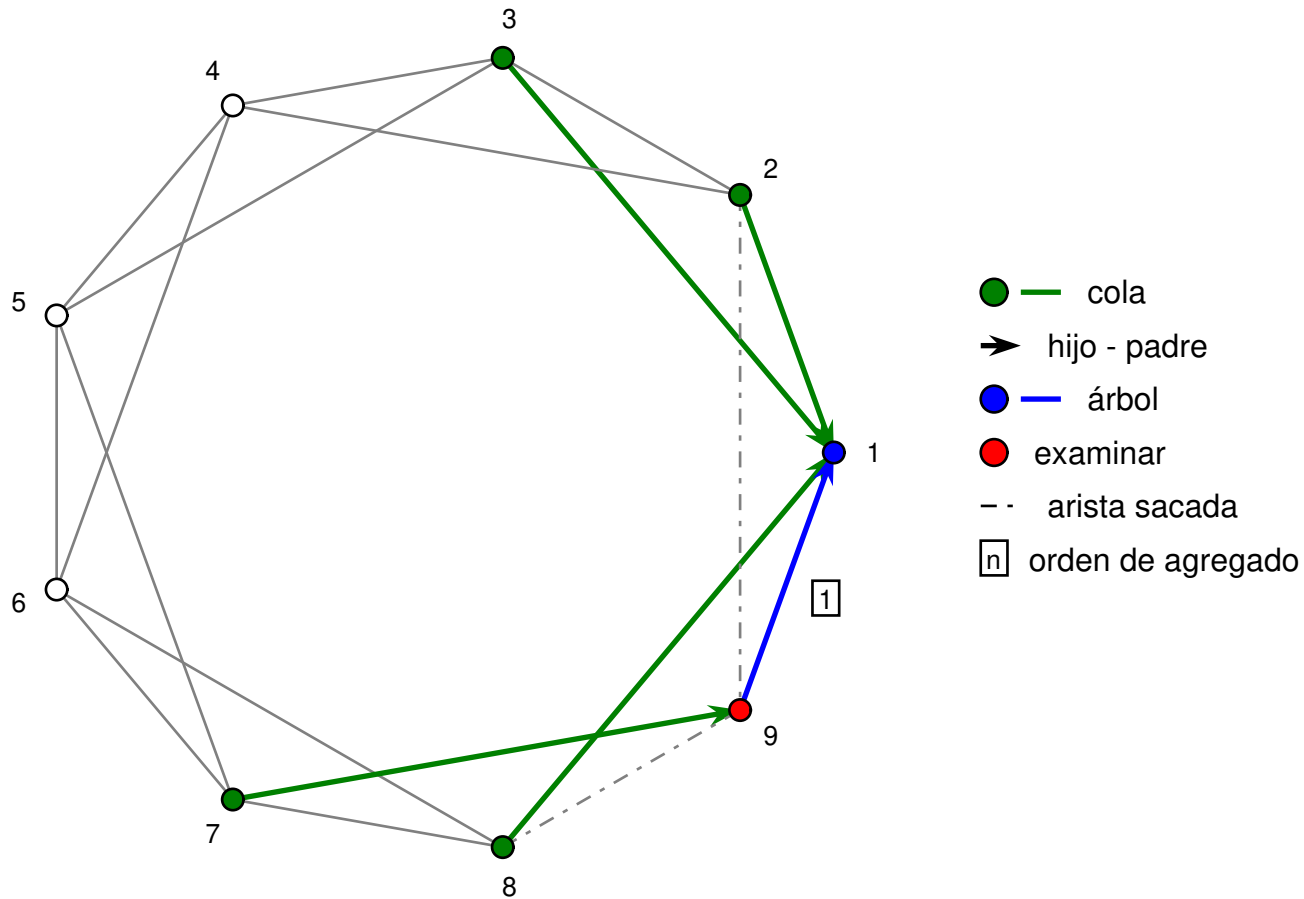 3
4
2
5
1
6
9
7
8
1
cola
hijo - padre
árbol
examinar
arista sacada
n orden de agregado